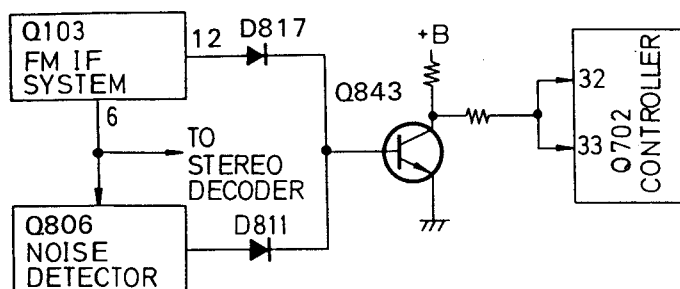 Q103
FM IF
SYSTEM
12
D817
6
TO
STEREO
DECODER
Q806
NOISE
DETECTOR
D811
Q843
+B
32
33
Q702
CONTROLLER